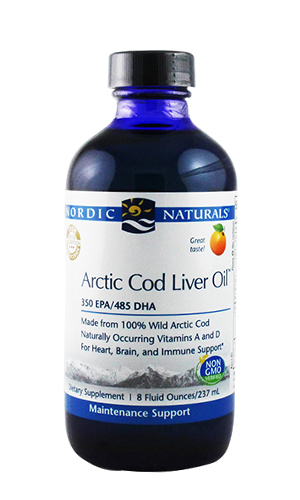 NORDIC NATURALS®
Great
taste!
Arctic Cod Liver Oil™
350 EPA/485 DHA
Made from 100% Wild Arctic Cod
Naturally Occurring Vitamins A and D
For Heart, Brain, and Immune Support*
NON
GMO
VERIFIED
Dietary Supplement | 8 Fluid Ounces/237 mL
Maintenance Support